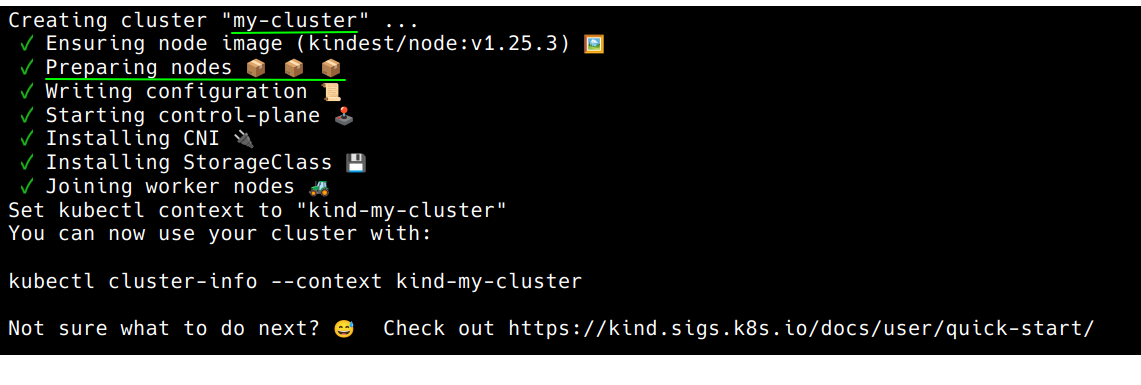 Creating cluster "my-cluster" ...
✓ Ensuring node image (kindest/node:v1.25.3) 🖼
✓ Preparing nodes 📦 📦 📦
✓ Writing configuration 📜
✓ Starting control-plane 🕹️
✓ Installing CNI 🔌
✓ Installing StorageClass 💾
✓ Joining worker nodes 🚜
Set kubectl context to "kind-my-cluster"
You can now use your cluster with:
kubectl cluster-info --context kind-my-cluster
Not sure what to do next? 😅 Check out https://kind.sigs.k8s.io/docs/user/quick-start/